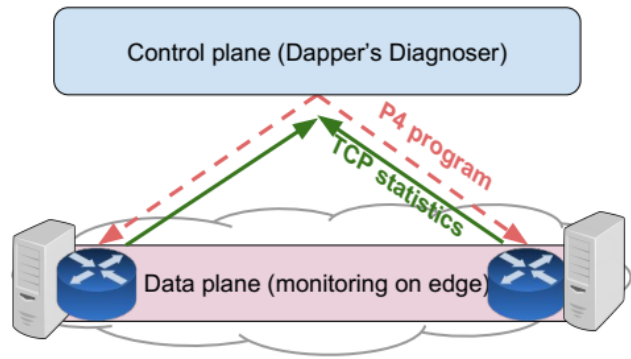 Control plane (Dapper's Diagnoser)
P4 program
TCP statistics
Data plane (monitoring on edge)